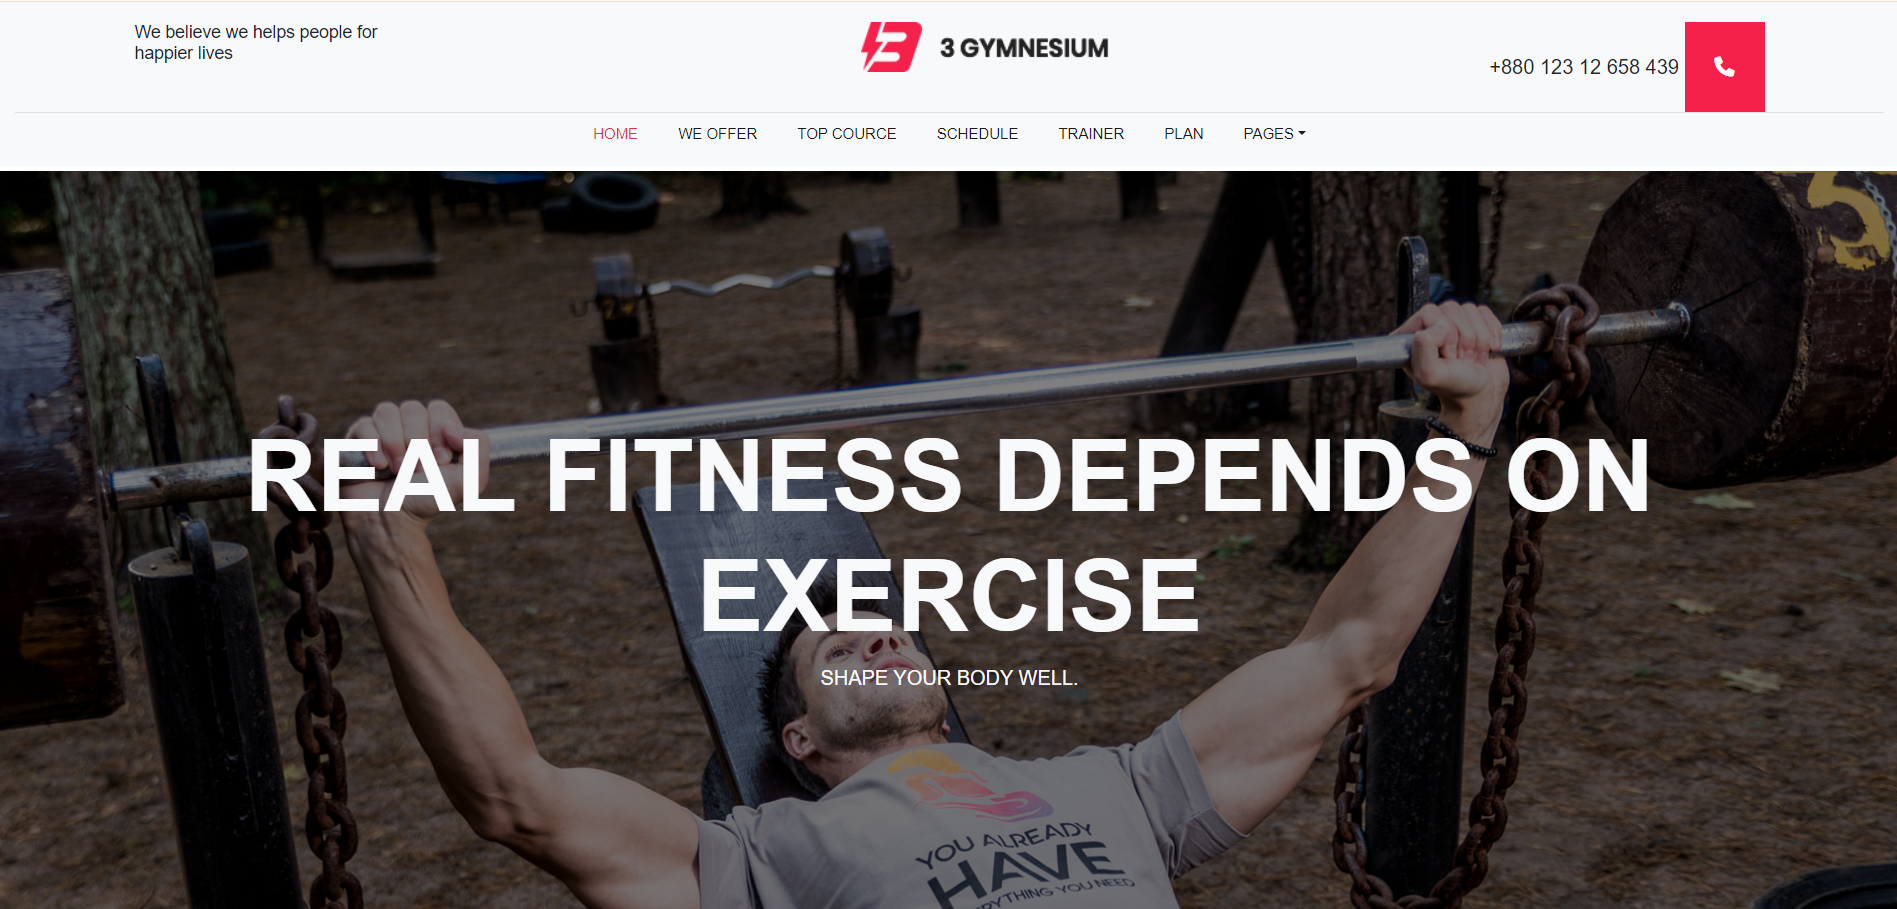 We believe we helps people for
happier lives
3 GYMNESIUM
+880 123 12 658 439
HOME WE OFFER TOP COURCE SCHEDULE TRAINER PLAN PAGES
REAL FITNESS DEPENDS ON
EXERCISE
SHAPE YOUR BODY WELL.
5
YOU ALREADY
HAVE
YOU NEED